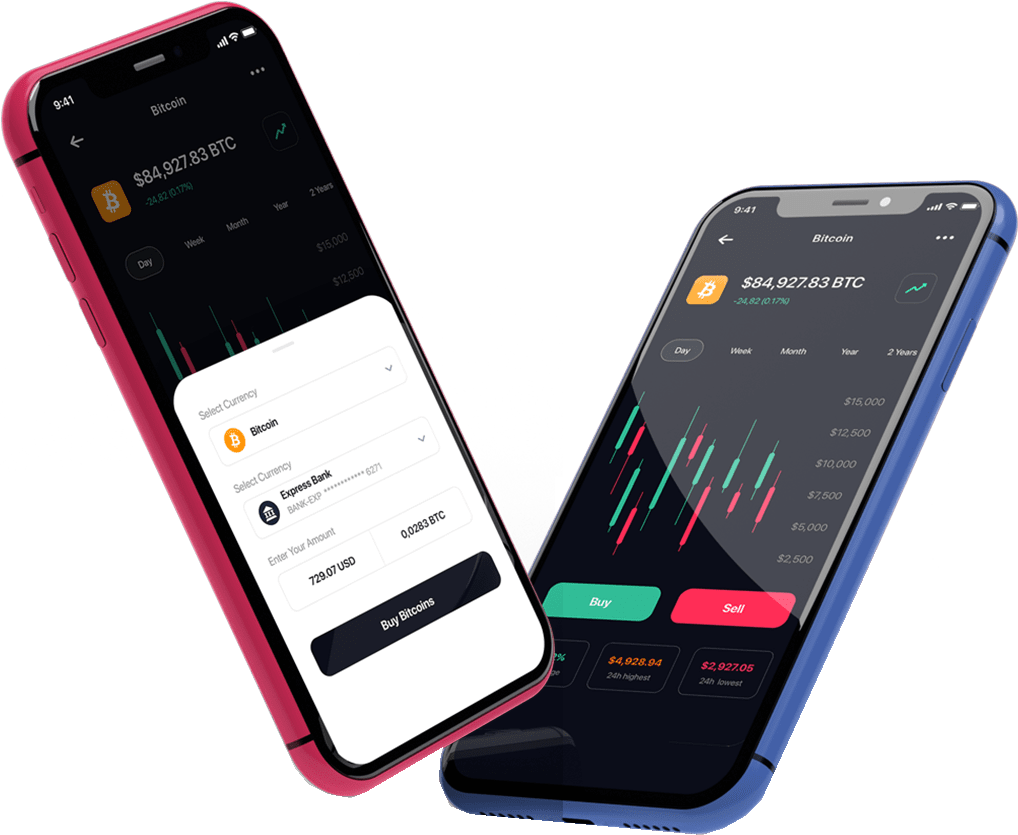 9:41
Bitcoin
$84,927.83 BTC
-24,82 (0.17%)
Day
Week
Month
Year
2 Years
$15,000
$12,500
Select Currency
Bitcoin
Select Currency
Express Bank
BANK-EXP ************ 6271
Enter Your Amount
729.07 USD
0,0283 BTC
Buy Bitcoins
9:41
Bitcoin
$84,927.83 BTC
-24,82 (0.17%)
Day
Week
Month
Year
2 Years
$15,000
$12,500
$10,000
$7,500
$5,000
$2,500
Buy
Sell
%
ge
$4,928.94
24h highest
$2,927.05
24h lowest